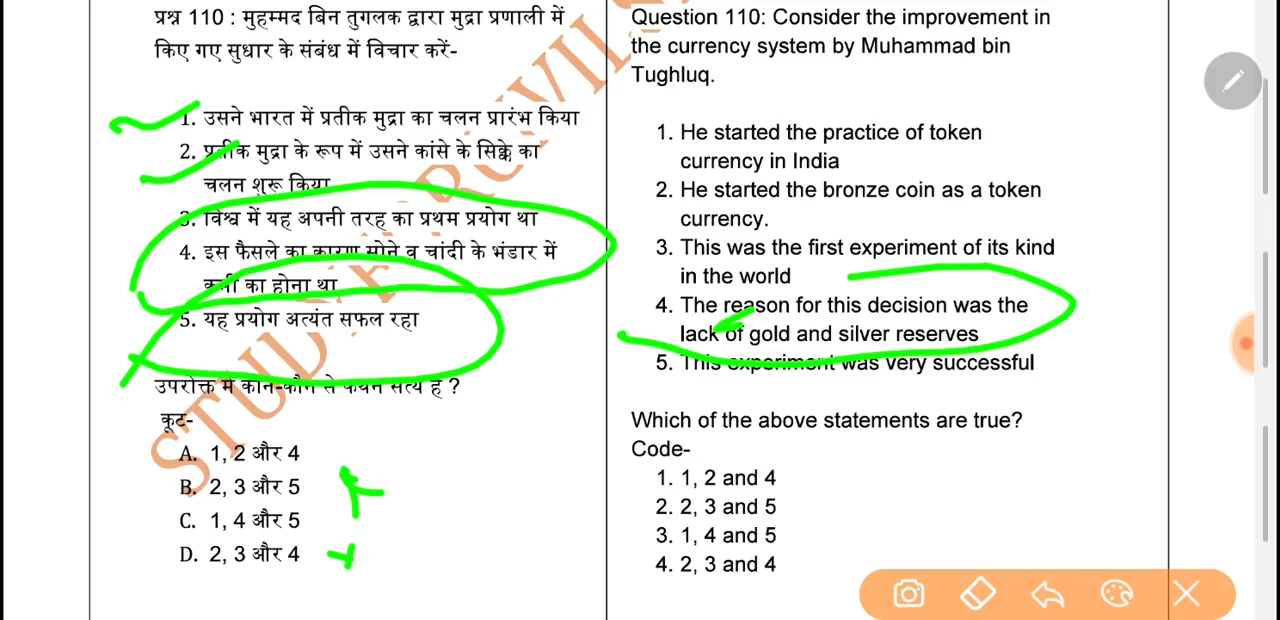 प्रश्न 110 : मुहम्मद बिन तुगलक द्वारा मुद्रा प्रणाली में
किए गए सुधार के संबंध में विचार करें-
1. उसने भारत में प्रतीक मुद्रा का चलन प्रारंभ किया
2. प्रतीक मुद्रा के रूप में उसने कांसे के सिक्के का
चलन शुरू किया
3. विश्व में यह अपनी तरह का प्रथम प्रयोग था
4. इस फैसले का कारण सोने व चांदी के भंडार में
कमी का होना था
5. यह प्रयोग अत्यंत सफल रहा
उपरोक्त में कौन-कौन से कथन सत्य है ?
कूट-
A. 1, 2 और 4
B. 2, 3 और 5
C. 1, 4 और 5
D. 2, 3 और 4
Question 110: Consider the improvement in
the currency system by Muhammad bin
Tughluq.
1. He started the practice of token
currency in India
2. He started the bronze coin as a token
currency.
3. This was the first experiment of its kind
in the world
4. The reason for this decision was the
lack of gold and silver reserves
5. This experiment was very successful
Which of the above statements are true?
Code-
1. 1, 2 and 4
2. 2, 3 and 5
3. 1, 4 and 5
4. 2, 3 and 4